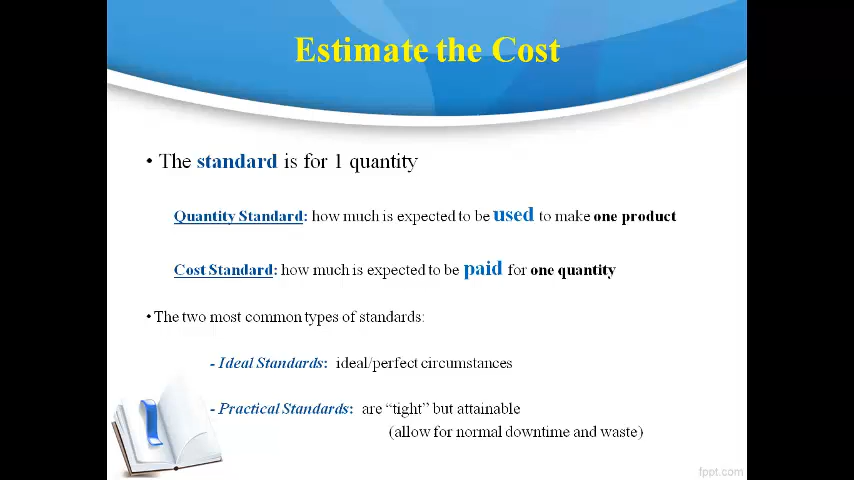 Estimate the Cost
• The standard is for 1 quantity
Quantity Standard: how much is expected to be used to make one product
Cost Standard: how much is expected to be paid for one quantity
• The two most common types of standards:
- Ideal Standards: ideal/perfect circumstances
- Practical Standards: are “tight” but attainable
(allow for normal downtime and waste)
fppt.com